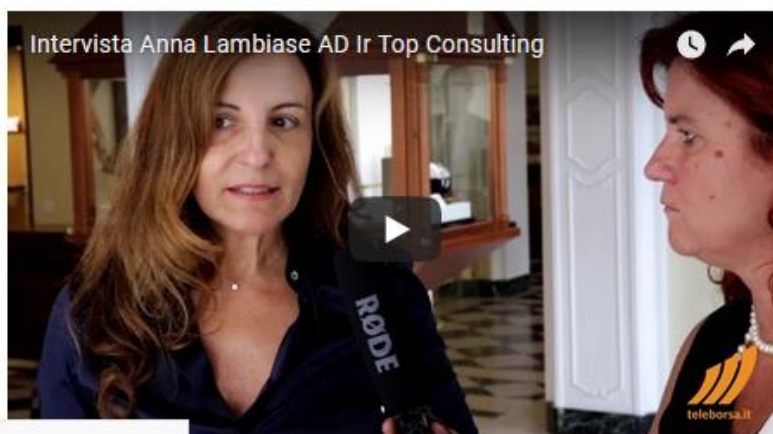 Intervista Anna Lambiase AD Ir Top Consulting
RØDE
teleborsa.it